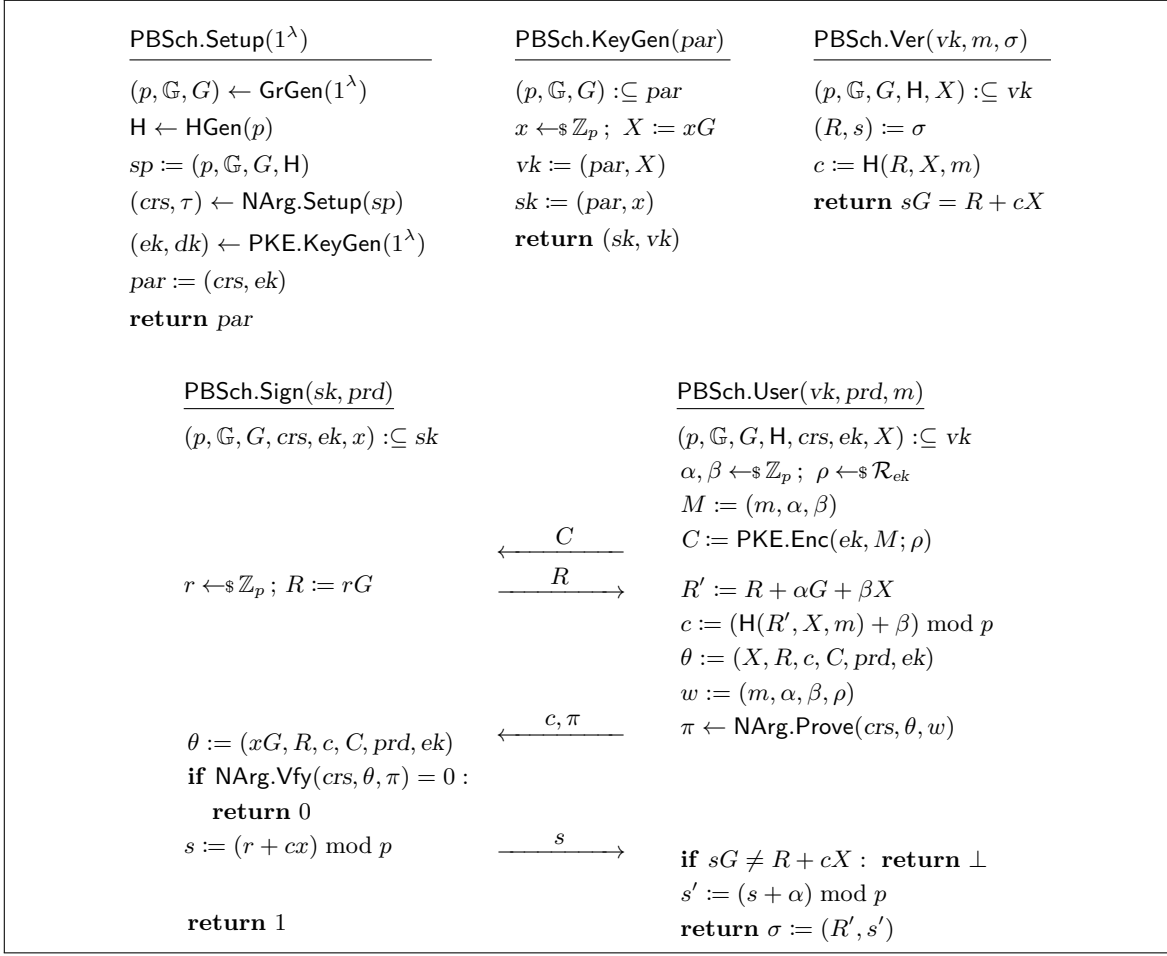 PBSch.Setup(1^λ)
(p, 𝔾, G) ← GrGen(1^λ)
H ← HGen(p)
sp := (p, 𝔾, G, H)
(crs, τ) ← NArg.Setup(sp)
(ek, dk) ← PKE.KeyGen(1^λ)
par := (crs, ek)
return par
PBSch.KeyGen(par)
(p, 𝔾, G) :⊆ par
x ←$ ℤ_p ; X := xG
vk := (par, X)
sk := (par, x)
return (sk, vk)
PBSch.Ver(vk, m, σ)
(p, 𝔾, G, H, X) :⊆ vk
(R, s) := σ
c := H(R, X, m)
return sG = R + cX
PBSch.Sign(sk, prd) PBSch.User(vk, prd, m)
(p, 𝔾, G, crs, ek, x) :⊆ sk (p, 𝔾, G, H, crs, ek, X) :⊆ vk
α, β ←$ ℤ_p ; ρ ←$ ℛ_ek
M := (m, α, β)
C C := PKE.Enc(ek, M; ρ)
r ←$ ℤ_p ; R := rG R R′ := R + αG + βX
c := (H(R′, X, m) + β) mod p
θ := (X, R, c, C, prd, ek)
w := (m, α, β, ρ)
c, π π ← NArg.Prove(crs, θ, w)
θ := (xG, R, c, C, prd, ek)
if NArg.Vfy(crs, θ, π) = 0 :
return 0
s := (r + cx) mod p s if sG ≠ R + cX : return ⊥
s′ := (s + α) mod p
return 1 return σ := (R′, s′)